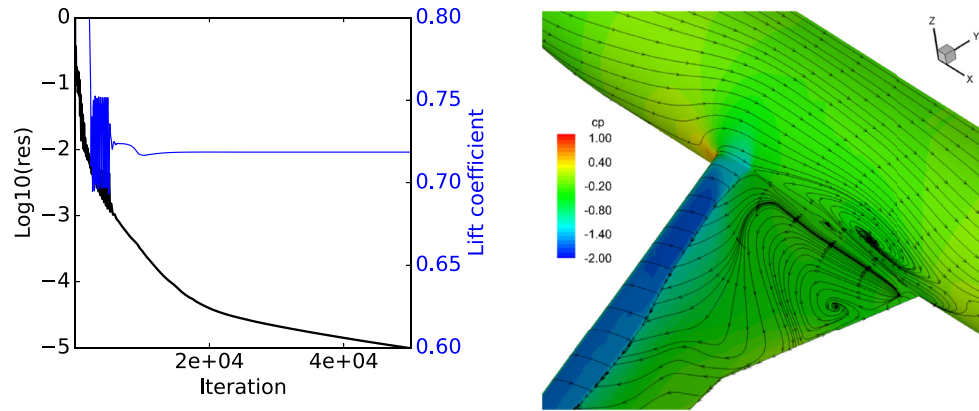 0
−1
−2
−3
−4
−5
Log10(res)
2e+04
4e+04
Iteration
0.80
0.75
0.70
0.65
0.60
Lift coefficient
cp
1.00
0.40
-0.20
-0.80
-1.40
-2.00
Z
Y
X